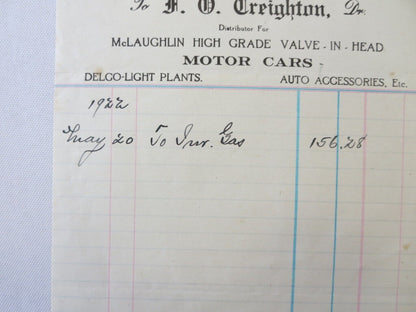 To F. O. Creighton, Dr.
Distributor For
McLAUGHLIN HIGH GRADE VALVE-IN-HEAD
MOTOR CARS
DELCO-LIGHT PLANTS. AUTO ACCESSORIES, Etc.
1922
May 20 To Inv. Gas 156.28